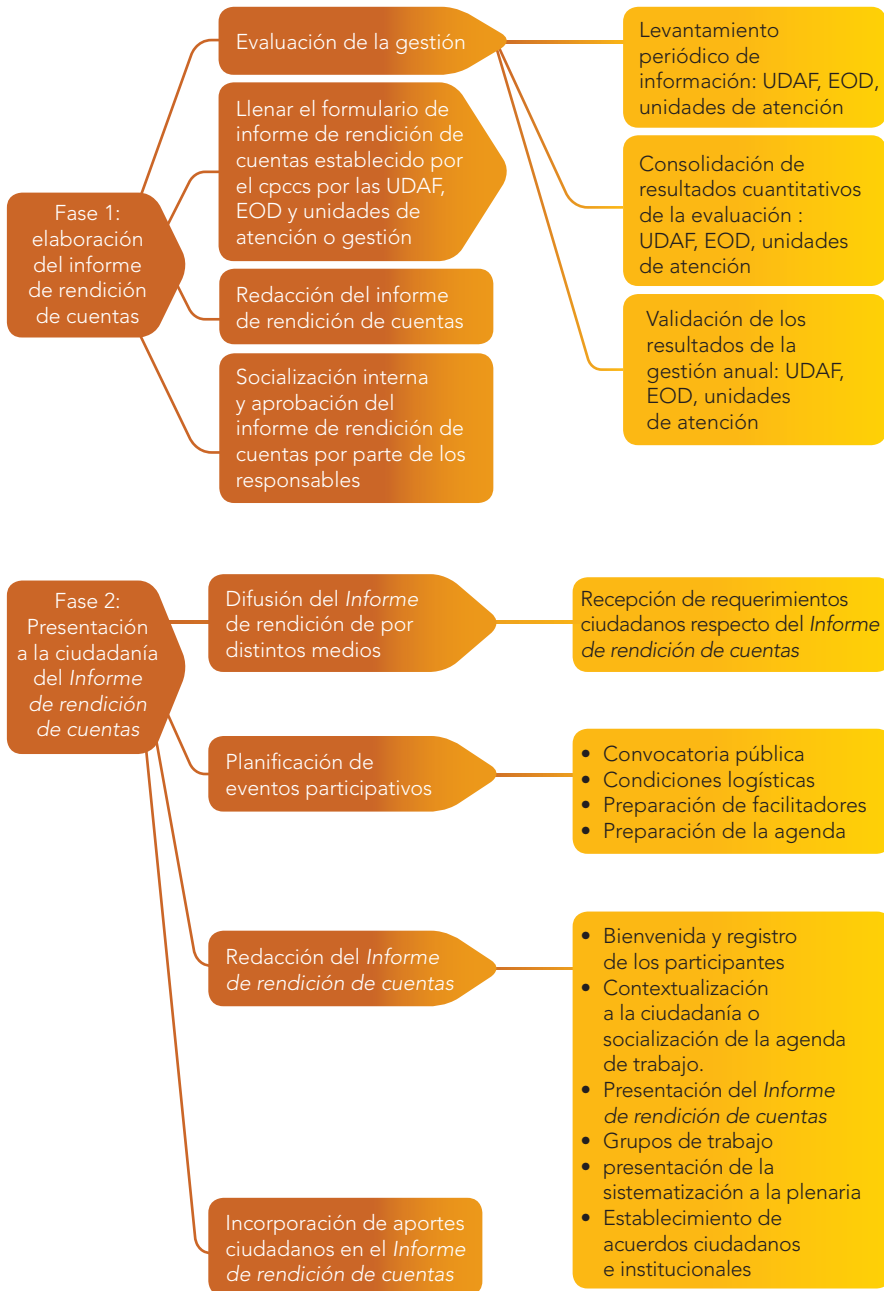 Fase 1:
elaboración
del informe
de rendición
de cuentas
Evaluación de la gestión
Levantamiento
periódico de
información: UDAF, EOD,
unidades de atención
Consolidación de
resultados cuantitativos
de la evaluación :
UDAF, EOD, unidades
de atención
Validación de los
resultados de la
gestión anual: UDAF,
EOD, unidades
de atención
Llenar el formulario de
informe de rendición de
cuentas establecido por
el cpccs por las UDAF,
EOD y unidades de
atención o gestión
Redacción del informe
de rendición de cuentas
Socialización interna
y aprobación del
informe de rendición de
cuentas por parte de los
responsables
Fase 2:
Presentación
a la ciudadanía
del Informe
de rendición
de cuentas
Difusión del Informe
de rendición de por
distintos medios
Recepción de requerimientos
ciudadanos respecto del Informe
de rendición de cuentas
Planificación de
eventos participativos
• Convocatoria pública
• Condiciones logísticas
• Preparación de facilitadores
• Preparación de la agenda
Redacción del Informe
de rendición de cuentas
• Bienvenida y registro
de los participantes
• Contextualización
a la ciudadanía o
socialización de la agenda
de trabajo.
• Presentación del Informe
de rendición de cuentas
• Grupos de trabajo
• presentación de la
sistematización a la plenaria
• Establecimiento de
acuerdos ciudadanos
e institucionales
Incorporación de aportes
ciudadanos en el Informe
de rendición de cuentas